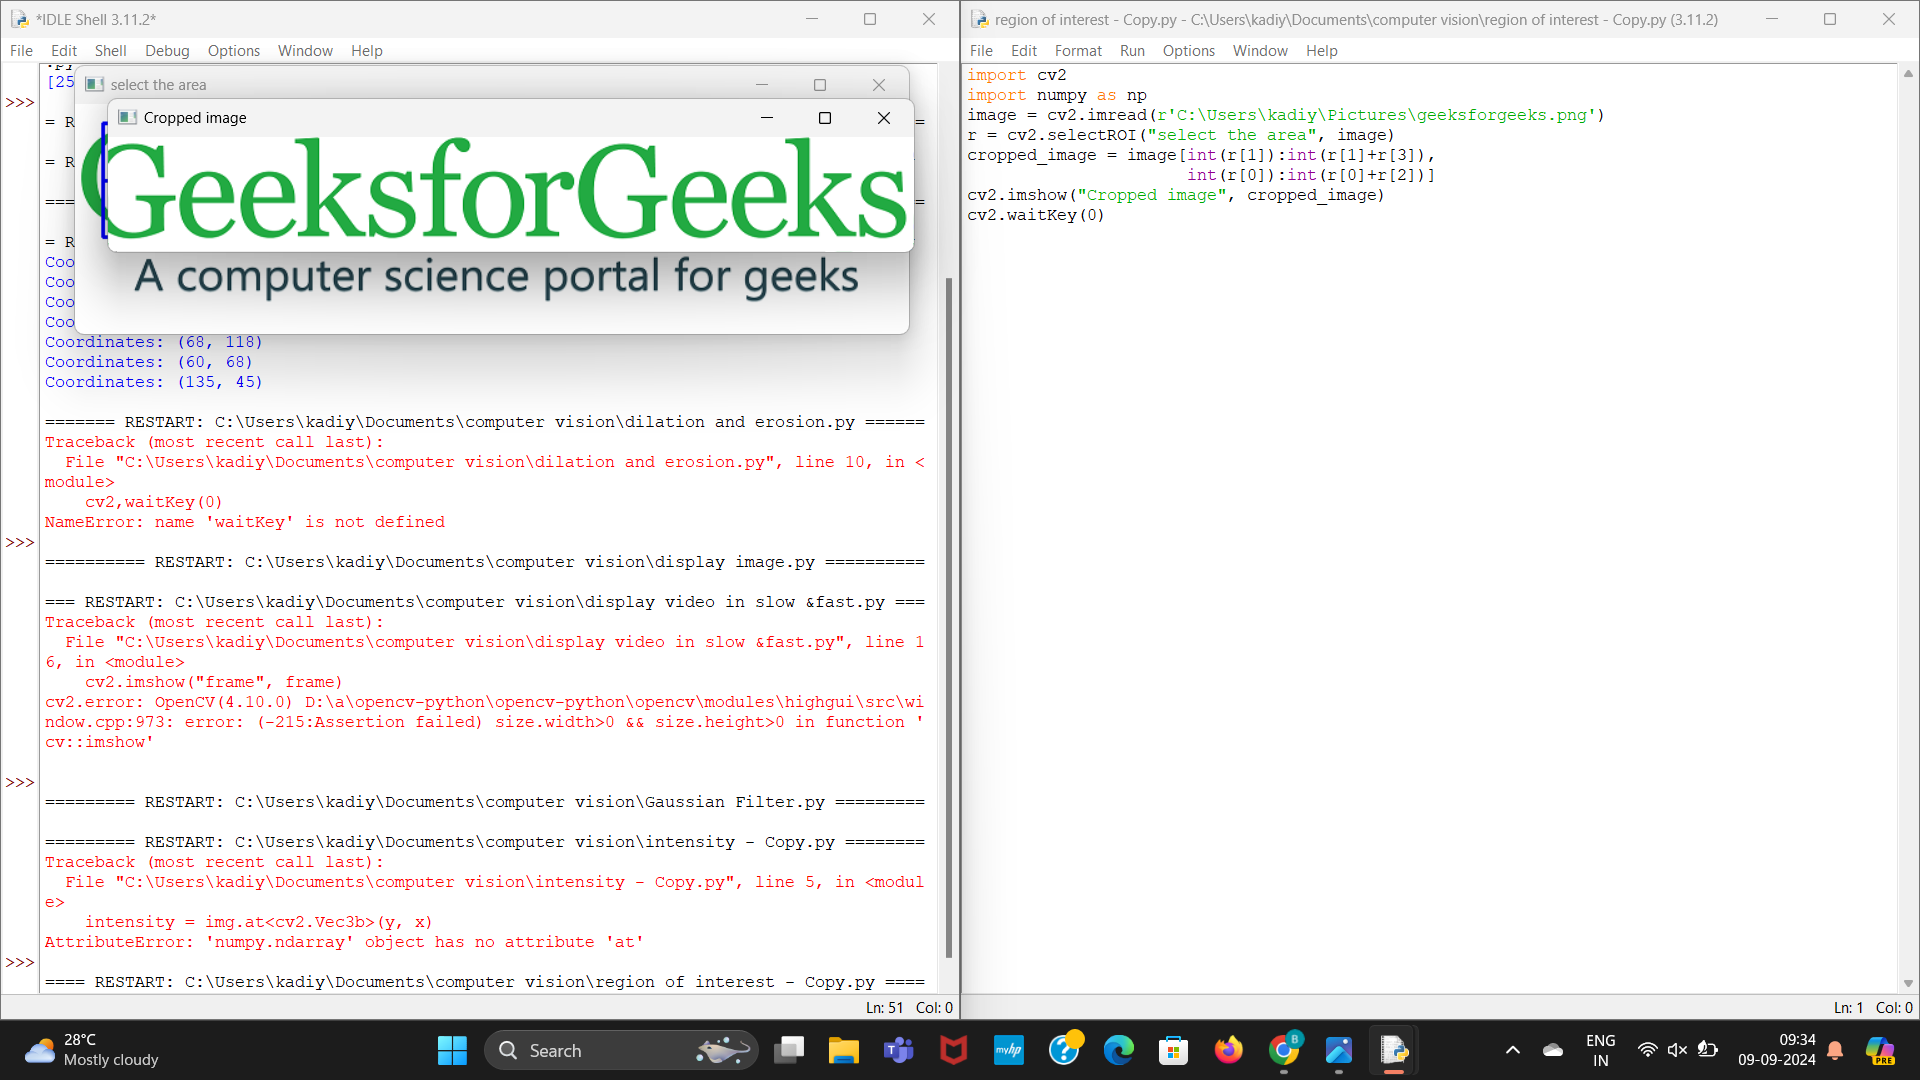 *IDLE Shell 3.11.2*
File Edit Shell Debug Options Window Help
[25
>>>
= R
= R
===
= R
Coo
Coo
Coo
Coo
select the area
Cropped image
GeeksforGeeks
A computer science portal for geeks
Coordinates: (68, 118)
Coordinates: (60, 68)
Coordinates: (135, 45)
======= RESTART: C:\Users\kadiy\Documents\computer vision\dilation and erosion.py ======
Traceback (most recent call last):
  File "C:\Users\kadiy\Documents\computer vision\dilation and erosion.py", line 10, in <
module>
    cv2,waitKey(0)
NameError: name 'waitKey' is not defined
>>>
========== RESTART: C:\Users\kadiy\Documents\computer vision\display image.py ==========
=== RESTART: C:\Users\kadiy\Documents\computer vision\display video in slow &fast.py ===
Traceback (most recent call last):
  File "C:\Users\kadiy\Documents\computer vision\display video in slow &fast.py", line 1
6, in <module>
    cv2.imshow("frame", frame)
cv2.error: OpenCV(4.10.0) D:\a\opencv-python\opencv-python\opencv\modules\highgui\src\wi
ndow.cpp:973: error: (-215:Assertion failed) size.width>0 && size.height>0 in function '
cv::imshow'
>>>
========= RESTART: C:\Users\kadiy\Documents\computer vision\Gaussian Filter.py =========
========= RESTART: C:\Users\kadiy\Documents\computer vision\intensity - Copy.py ========
Traceback (most recent call last):
  File "C:\Users\kadiy\Documents\computer vision\intensity - Copy.py", line 5, in <modul
e>
    intensity = img.at<cv2.Vec3b>(y, x)
AttributeError: 'numpy.ndarray' object has no attribute 'at'
>>>
==== RESTART: C:\Users\kadiy\Documents\computer vision\region of interest - Copy.py ====
Ln: 51 Col: 0
region of interest - Copy.py - C:\Users\kadiy\Documents\computer vision\region of interest - Copy.py (3.11.2)
File Edit Format Run Options Window Help
import cv2
import numpy as np
image = cv2.imread(r'C:\Users\kadiy\Pictures\geeksforgeeks.png')
r = cv2.selectROI("select the area", image)
cropped_image = image[int(r[1]):int(r[1]+r[3]),
                      int(r[0]):int(r[0]+r[2])]
cv2.imshow("Cropped image", cropped_image)
cv2.waitKey(0)
Ln: 1 Col: 0
28°C
Mostly cloudy
Search
myhp
B
ENG
IN
09:34
09-09-2024
PRE